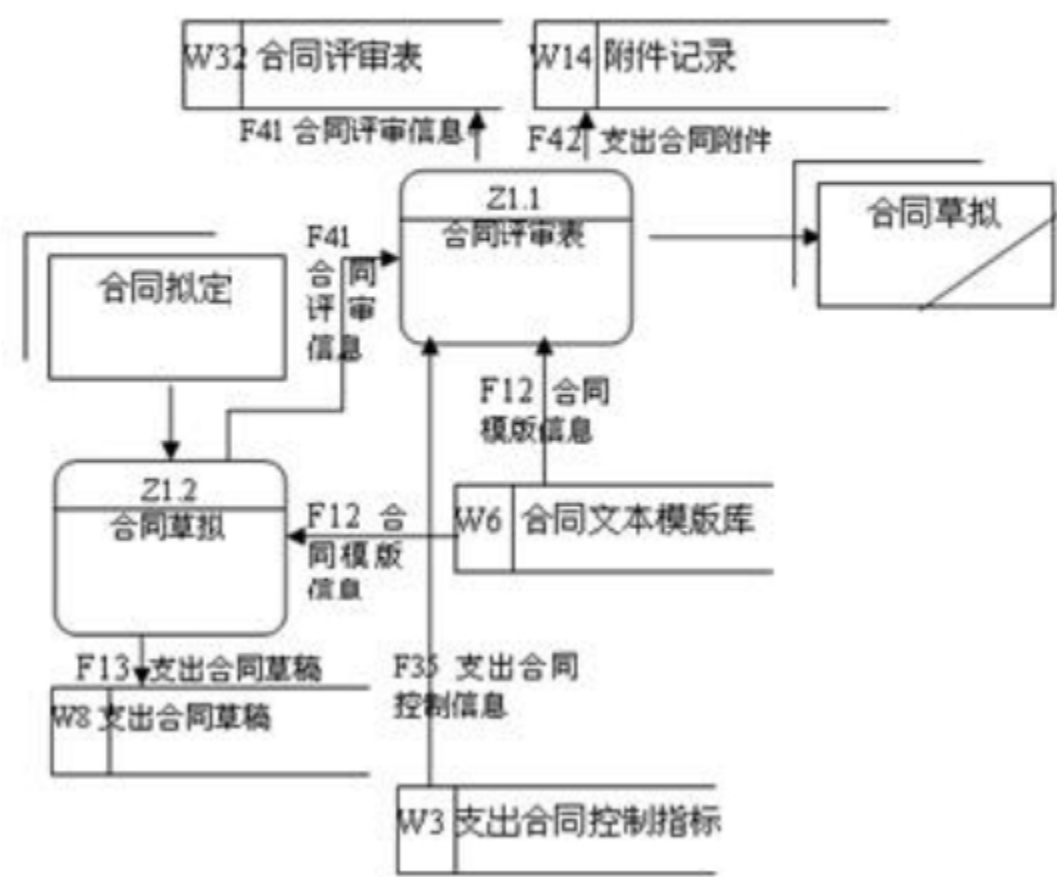 W32 合同评审表
W14 附件记录
F41 合同评审信息
F42 支出合同附件
Z1.1
合同评审表
合同草拟
F41
合同
评审
信息
合同拟定
F12 合同
模版信息
Z1.2
合同草拟
F12 合
同模版
信息
W6 合同文本模版库
F13 支出合同草稿
W8 支出合同草稿
F35 支出合同
控制信息
W3 支出合同控制指标